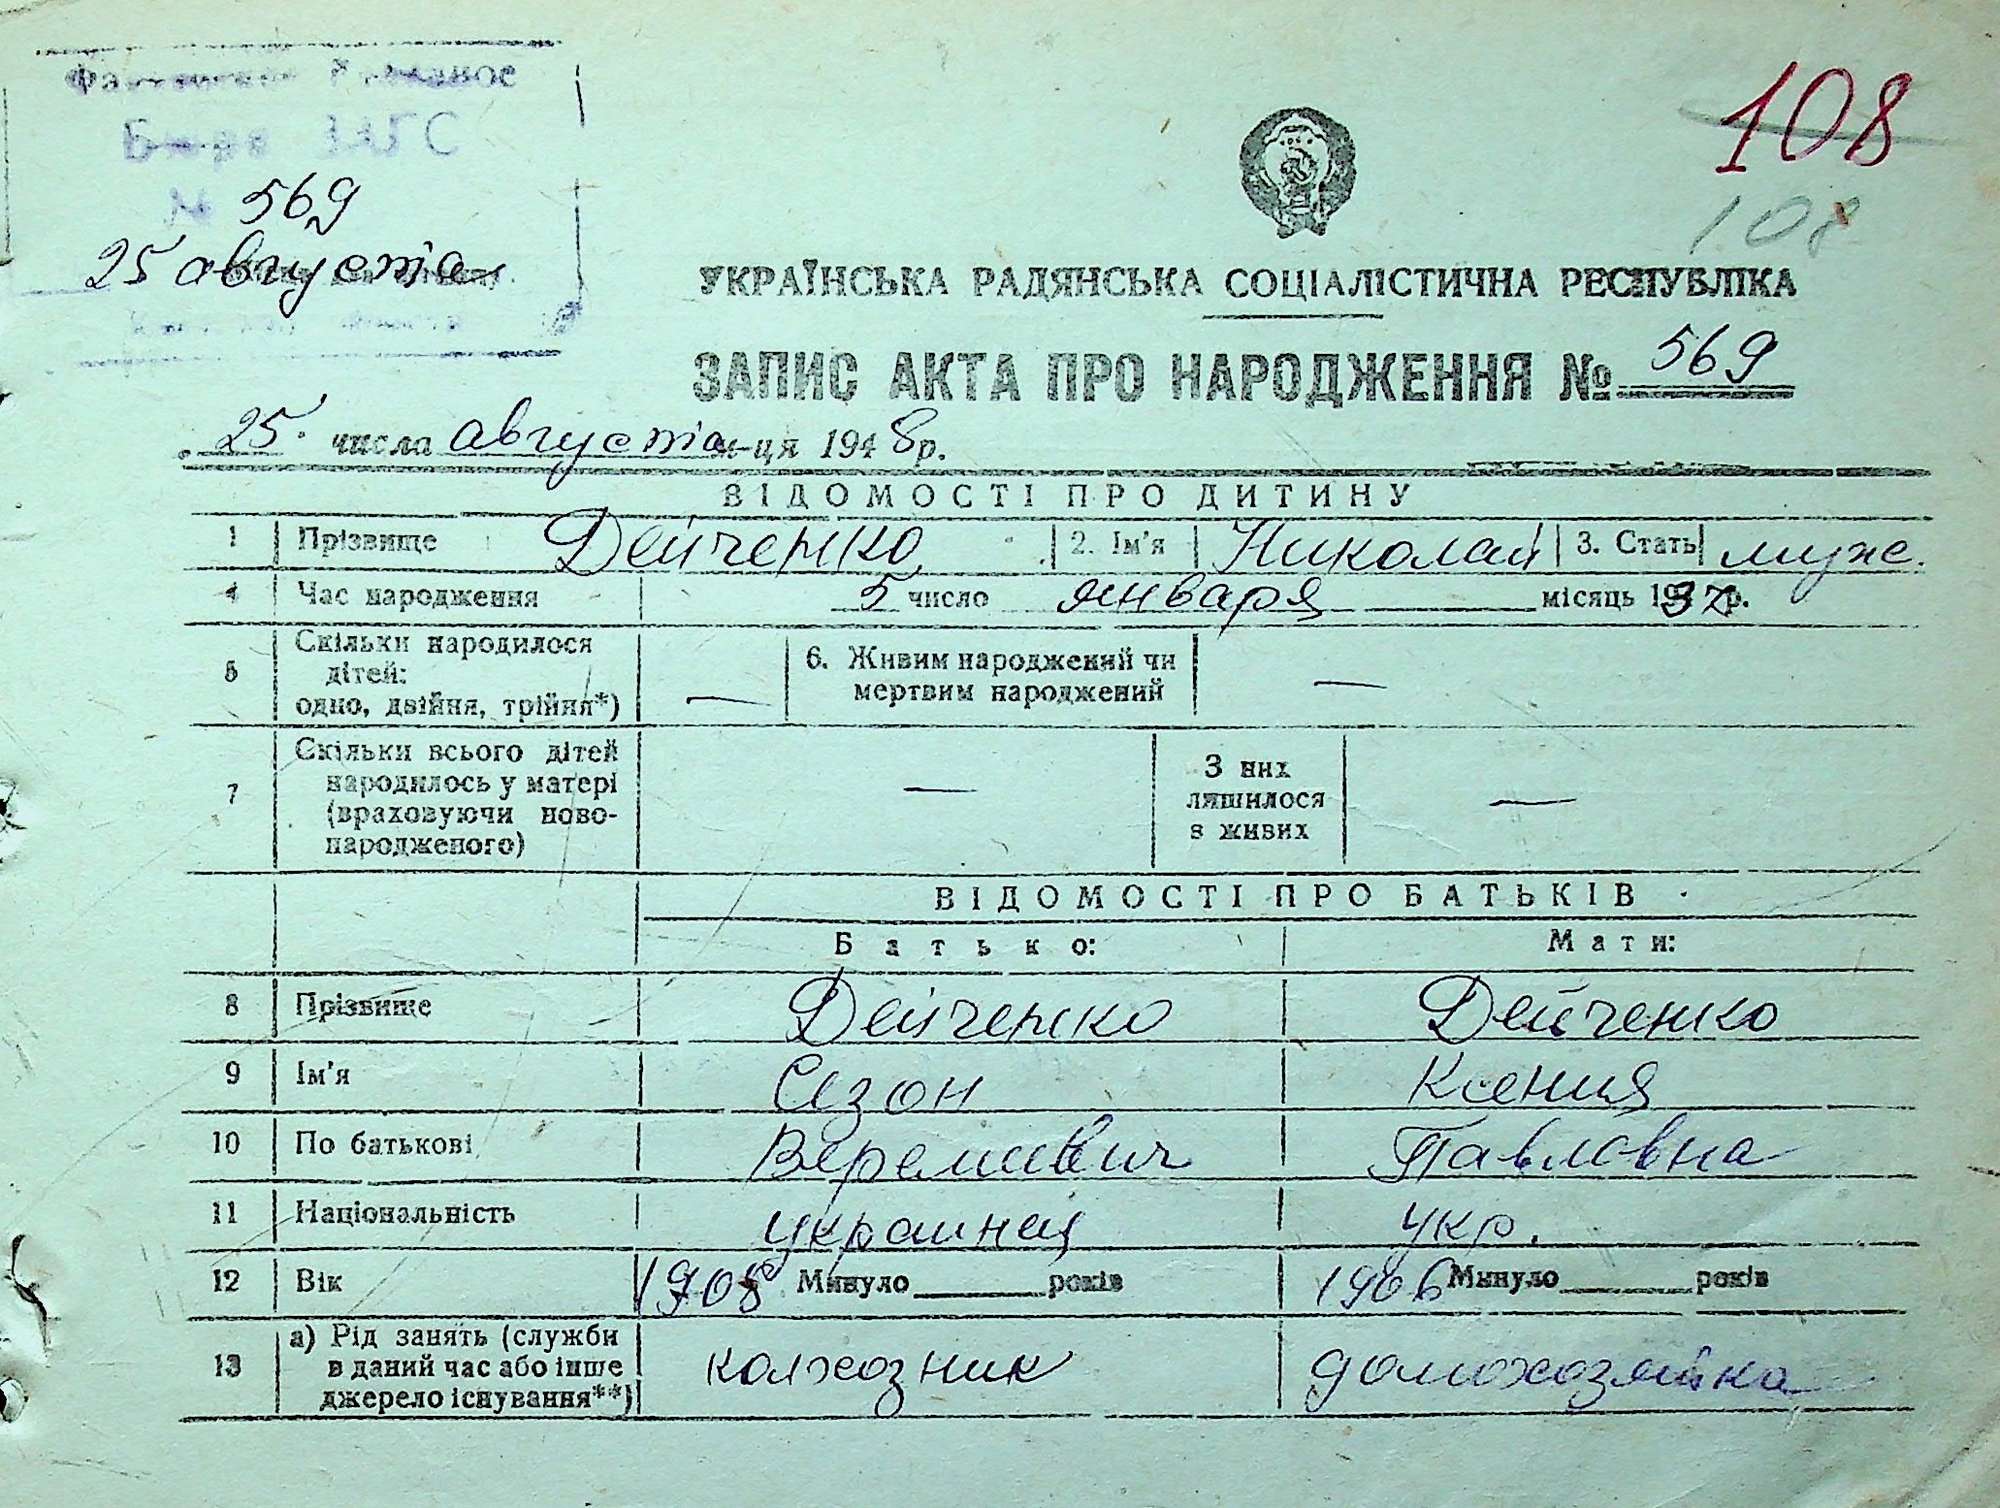 Бюро ЗАГС
№ 569
25 августа
108
108
УКРАЇНСЬКА РАДЯНСЬКА СОЦІАЛІСТИЧНА РЕСПУБЛІКА
ЗАПИС АКТА ПРО НАРОДЖЕННЯ № 569
25 числа августа м-ця 1948 р.
ВІДОМОСТІ ПРО ДИТИНУ
1 Прізвище Дейченко 2. Ім'я Николай 3. Стать муж.
4 Час народження 5 число января місяць
5 Скільки народилося дітей: одно, двійня, трійня*) — 6. Живим народжений чи мертвим народжений —
7 Скільки всього дітей народилось у матері (враховуючи новонародженого) — З них лишилося в живих —
ВІДОМОСТІ ПРО БАТЬКІВ
Батько: Мати:
8 Прізвище Дейченко Дейченко
9 Ім'я Сезон Ксения
10 По батькові Веремиевич Павловна
11 Національність украинец укр.
12 Вік 1908 Минуло ____ років 1906 Минуло ____ років
13 а) Рід занять (служби в даний час або інше джерело існування**) колхозник домохозяйка